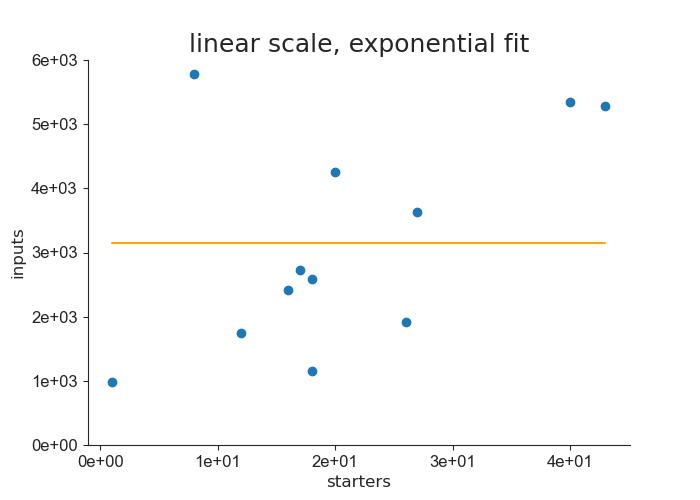 linear scale, exponential fit
6e+03
5e+03
4e+03
3e+03
2e+03
1e+03
0e+00
inputs
0e+00 1e+01 2e+01 3e+01 4e+01
starters